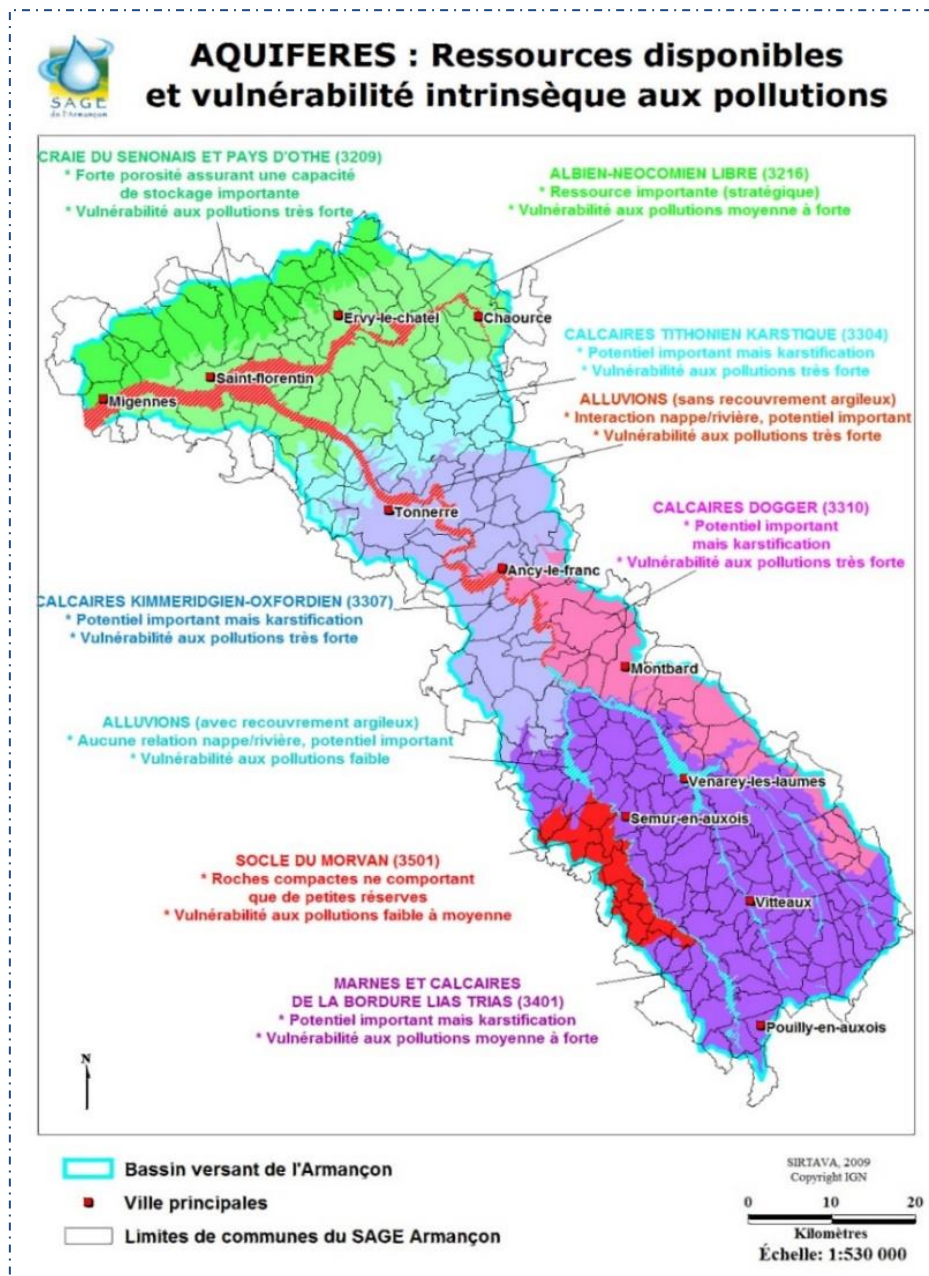 SAGE
de l'Armançon
AQUIFERES : Ressources disponibles
et vulnérabilité intrinsèque aux pollutions
CRAIE DU SENONAIS ET PAYS D'OTHE (3209)
* Forte porosité assurant une capacité
de stockage importante
* Vulnérabilité aux pollutions très forte
ALBIEN-NEOCOMIEN LIBRE (3216)
* Ressource importante (stratégique)
* Vulnérabilité aux pollutions moyenne à forte
Ervy-le-chatel
Chaource
CALCAIRES TITHONIEN KARSTIQUE (3304)
* Potentiel important mais karstification
* Vulnérabilité aux pollutions très forte
Saint-florentin
Migennes
ALLUVIONS (sans recouvrement argileux)
* Interaction nappe/rivière, potentiel important
* Vulnérabilité aux pollutions très forte
Tonnerre
CALCAIRES DOGGER (3310)
* Potentiel important
mais karstification
* Vulnérabilité aux pollutions très forte
Ancy-le-franc
CALCAIRES KIMMERIDGIEN-OXFORDIEN (3307)
* Potentiel important mais karstification
* Vulnérabilité aux pollutions très forte
Montbard
ALLUVIONS (avec recouvrement argileux)
* Aucune relation nappe/rivière, potentiel important
* Vulnérabilité aux pollutions faible
Venarey-les-laumes
Semur-en-auxois
SOCLE DU MORVAN (3501)
* Roches compactes ne comportant
que de petites réserves
* Vulnérabilité aux pollutions faible à moyenne
Vitteaux
MARNES ET CALCAIRES
DE LA BORDURE LIAS TRIAS (3401)
* Potentiel important mais karstification
* Vulnérabilité aux pollutions moyenne à forte
Pouilly-en-auxois
N
Bassin versant de l'Armançon
Ville principales
Limites de communes du SAGE Armançon
SIRTAVA, 2009
Copyright IGN
0 10 20
Kilomètres
Échelle: 1:530 000